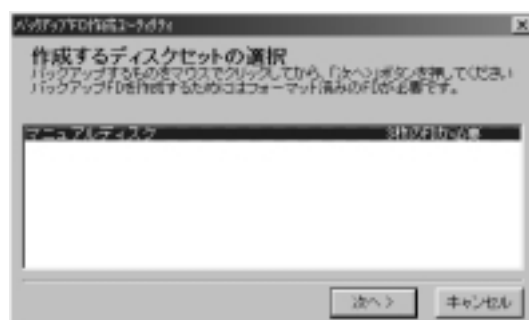 バックアップFD作成ユーティリティ
作成するディスクセットの選択
バックアップするものをマウスでクリックしてから、「次へ>」ボタンを押してください
バックアップFDを作成するためにはフォーマット済みのFDが必要です。
マニュアルディスク のFDが必要
次へ >
キャンセル